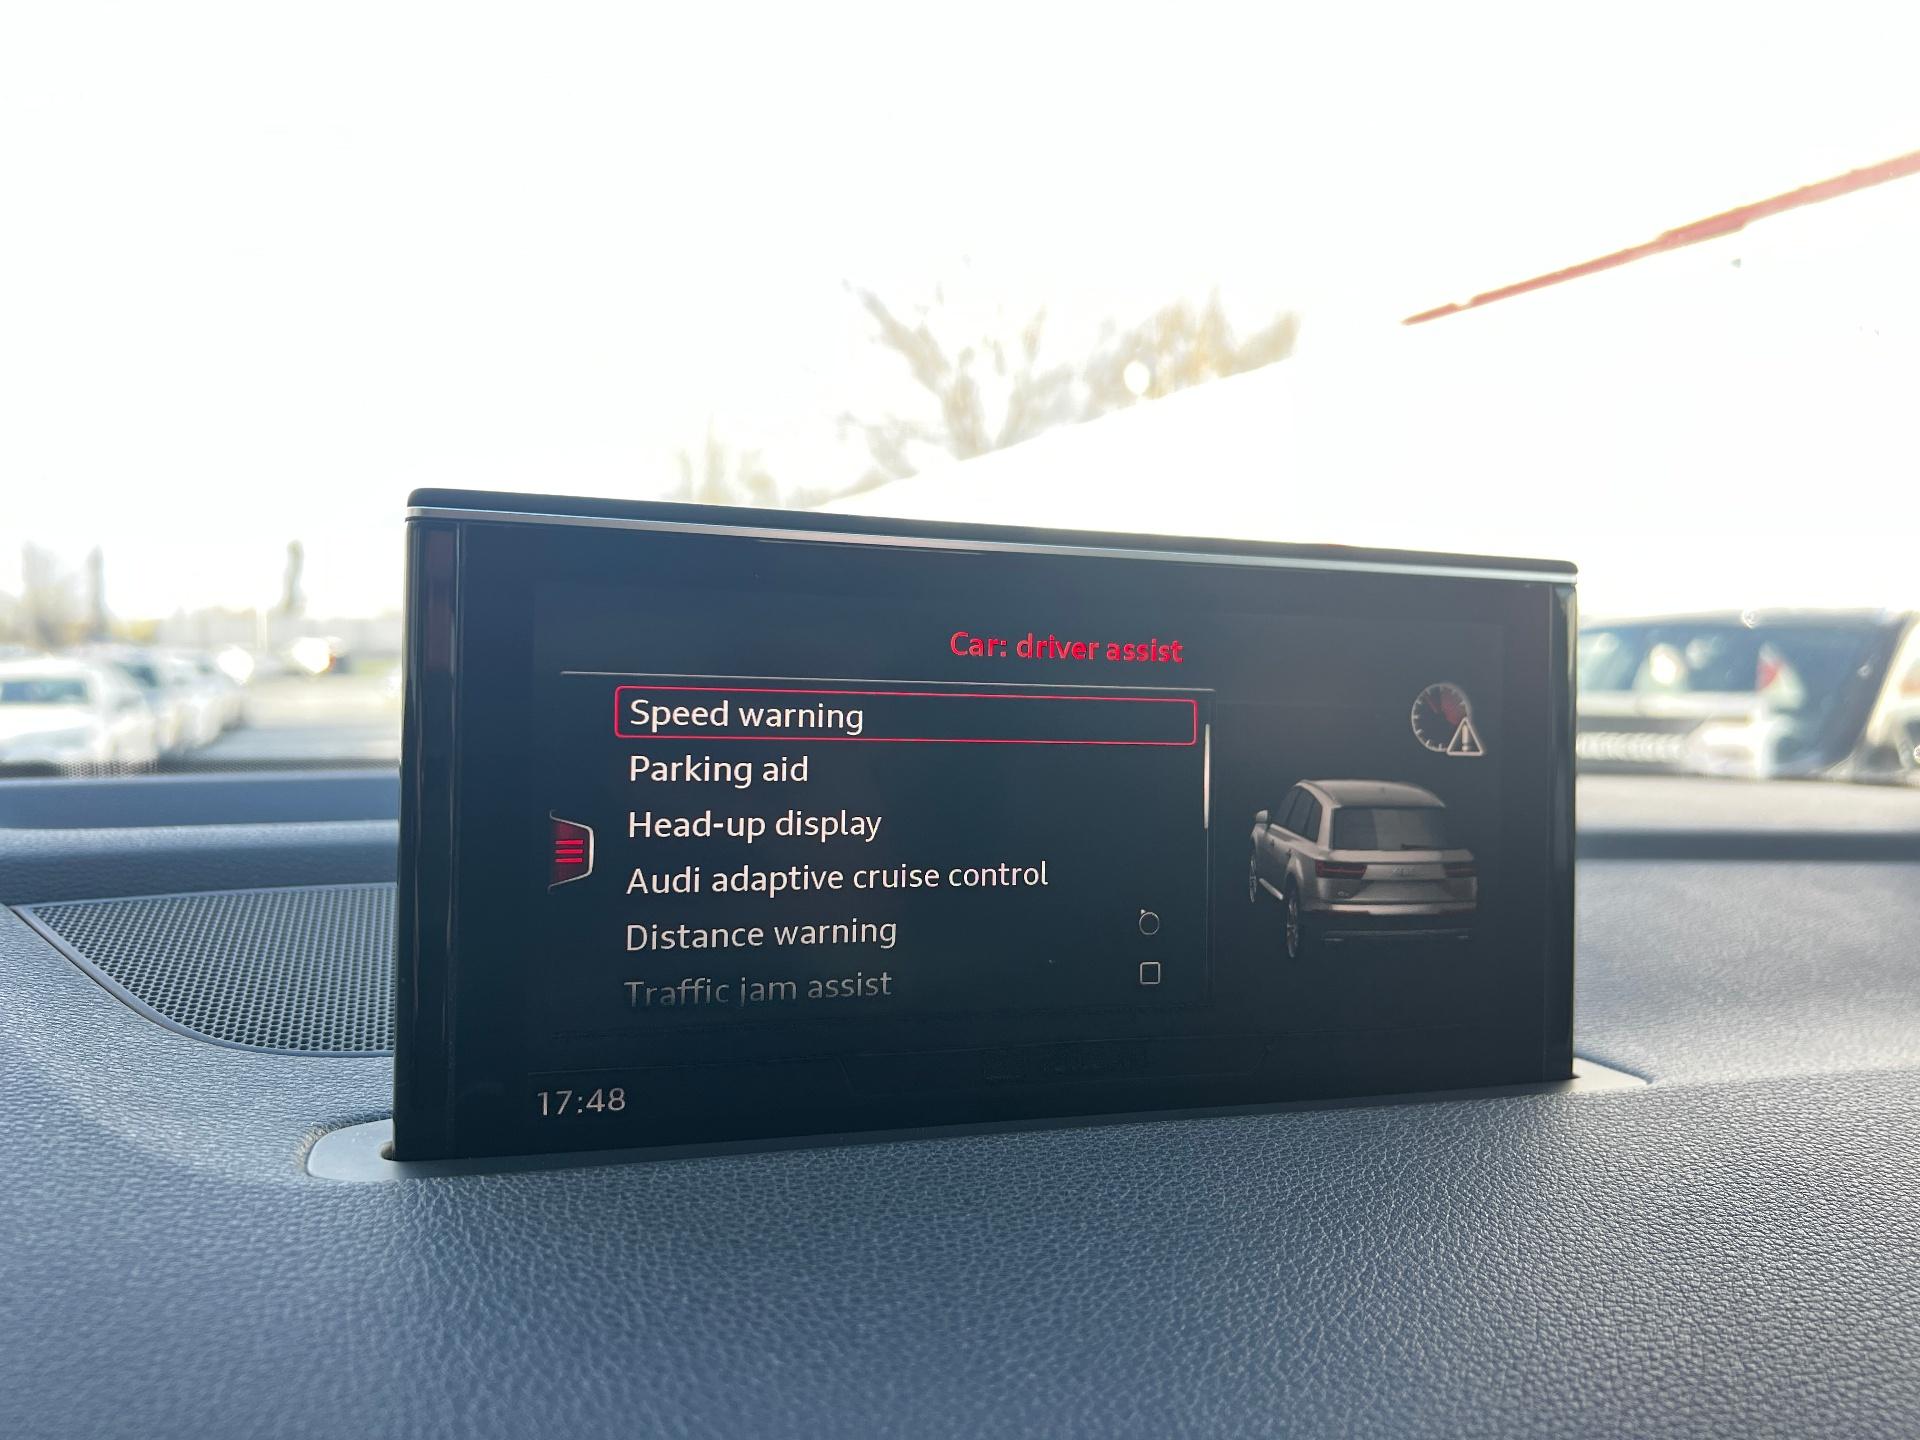 Car: driver assist
Speed warning
Parking aid
Head-up display
Audi adaptive cruise control
Distance warning
Traffic jam assist
17:48